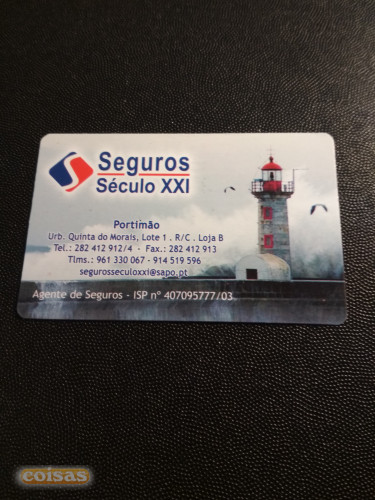 Seguros
Século XXI
Portimão
Urb. Quinta do Morais, Lote 1 . R/C . Loja B
Tel.: 282 412 912/4 - Fax.: 282 412 913
Tlms.: 961 330 067 - 914 519 596
segurosseculoxxi@sapo.pt
Agente de Seguros - ISP nº 407095777/03
coisas